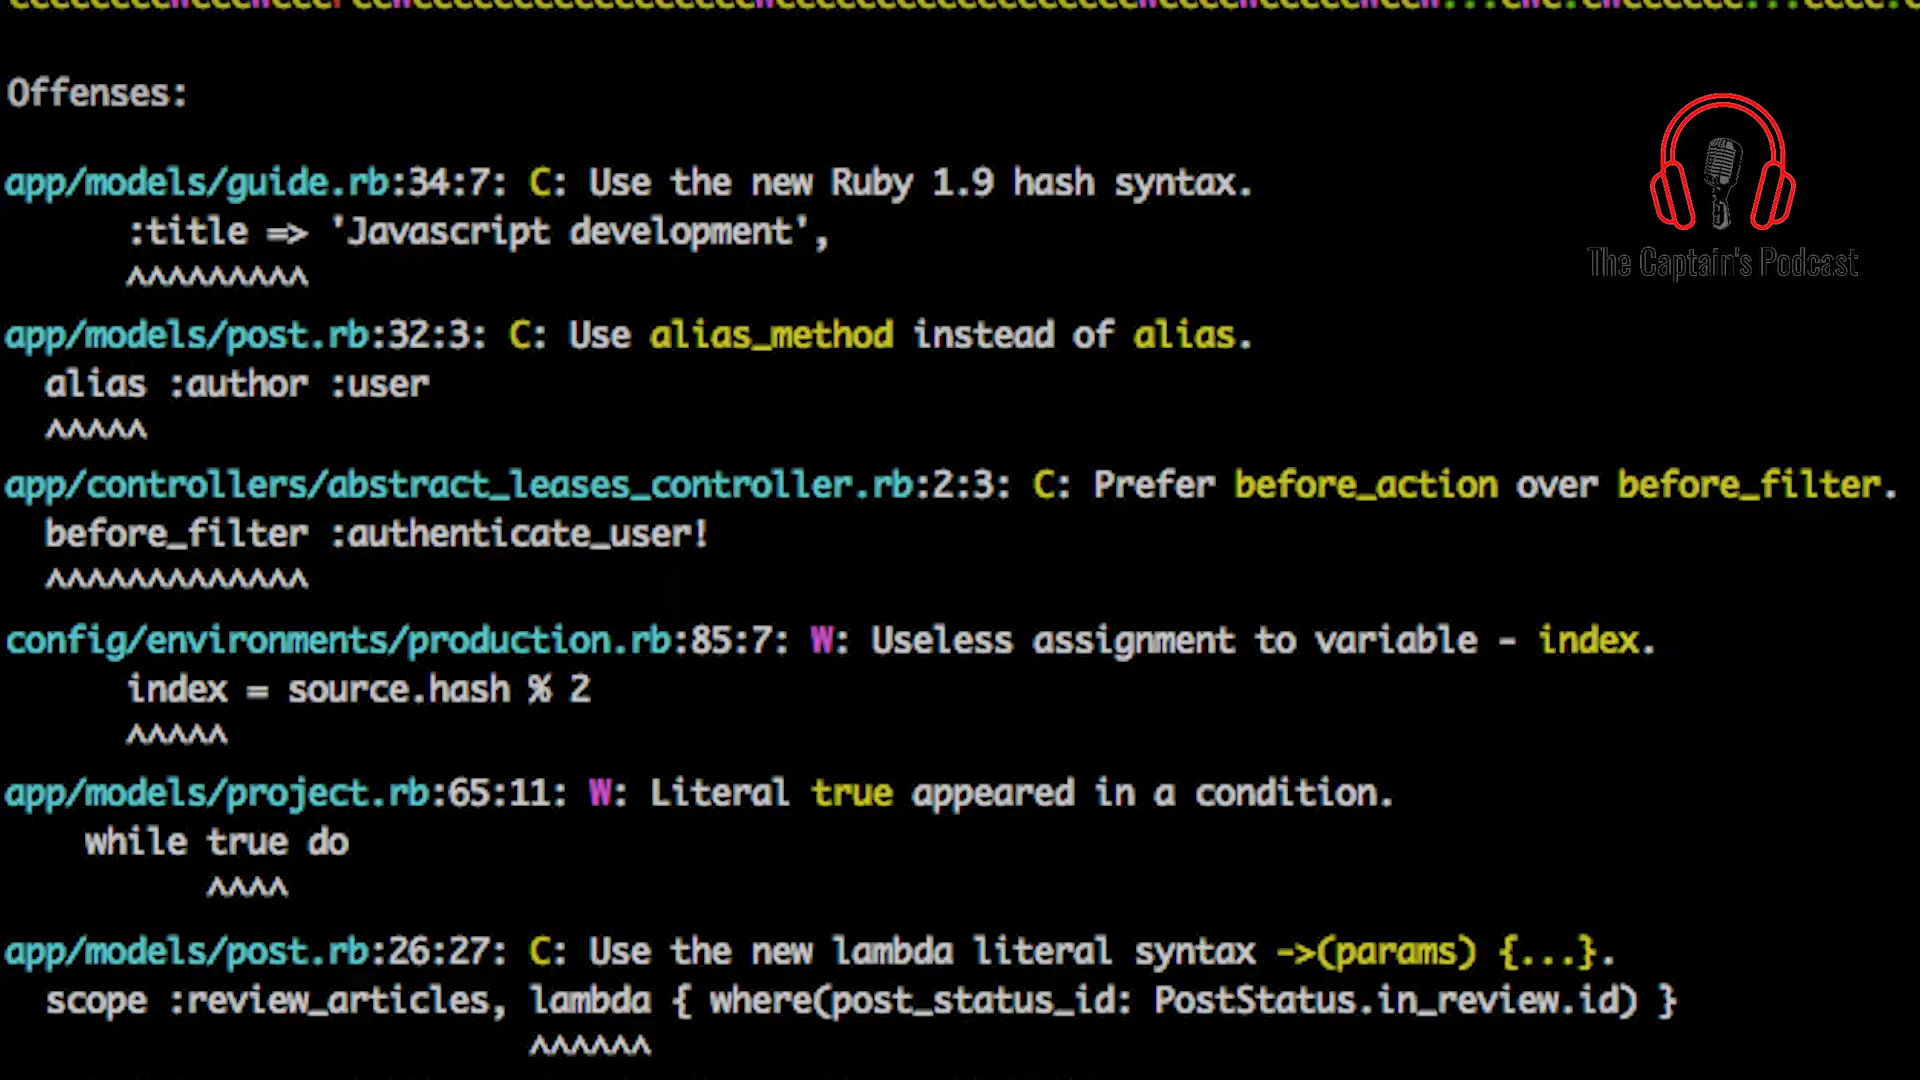 Offenses:
app/models/guide.rb:34:7: C: Use the new Ruby 1.9 hash syntax.
:title => 'Javascript development',
^^^^^^^^^
The Captain's Podcast
app/models/post.rb:32:3: C: Use alias_method instead of alias.
alias :author :user
^^^^^
app/controllers/abstract_leases_controller.rb:2:3: C: Prefer before_action over before_filter.
before_filter :authenticate_user!
^^^^^^^^^^^^^
config/environments/production.rb:85:7: W: Useless assignment to variable - index.
index = source.hash % 2
^^^^^
app/models/project.rb:65:11: W: Literal true appeared in a condition.
while true do
^^^^
app/models/post.rb:26:27: C: Use the new lambda literal syntax ->(params) {...}.
scope :review_articles, lambda { where(post_status_id: PostStatus.in_review.id) }
^^^^^^